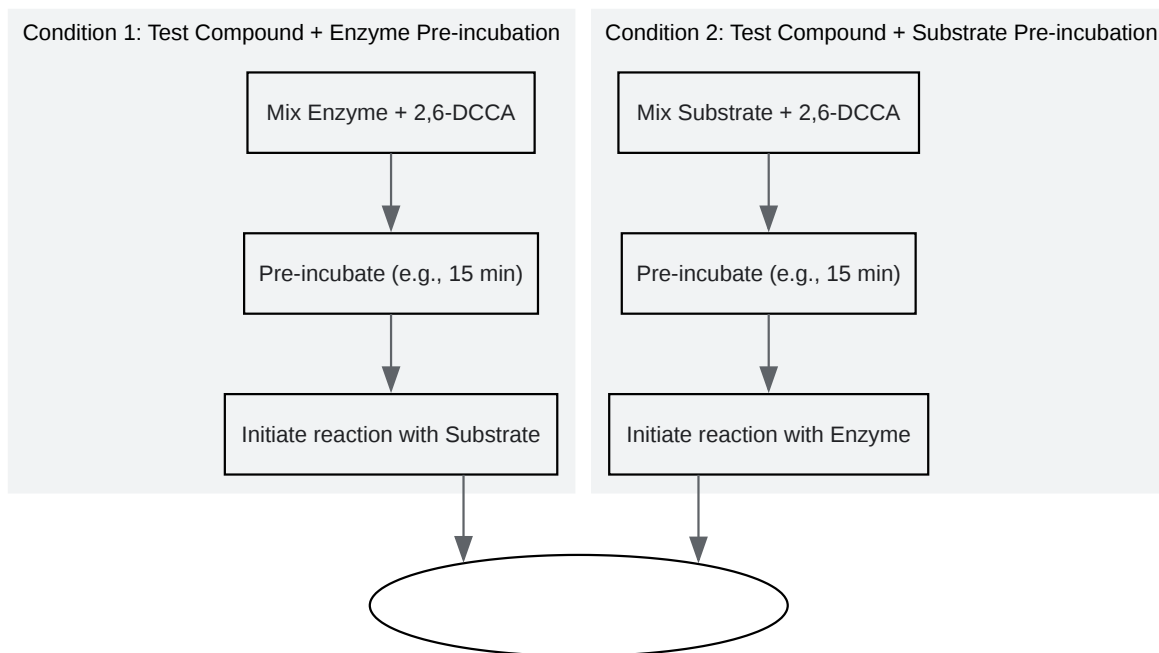 Condition 1: Test Compound + Enzyme Pre-incubation
Mix Enzyme + 2,6-DCCA
Pre-incubate (e.g., 15 min)
Initiate reaction with Substrate
Condition 2: Test Compound + Substrate Pre-incubation
Mix Substrate + 2,6-DCCA
Pre-incubate (e.g., 15 min)
Initiate reaction with Enzyme